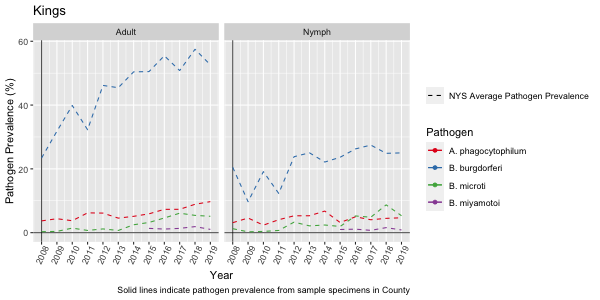 Kings
Adult
Nymph
Pathogen Prevalence (%)
60
40
20
0
2008 2009 2010 2011 2012 2013 2014 2015 2016 2017 2018 2019
2008 2009 2010 2011 2012 2013 2014 2015 2016 2017 2018 2019
Year
Solid lines indicate pathogen prevalence from sample specimens in County
NYS Average Pathogen Prevalence
Pathogen
A. phagocytophilum
B. burgdorferi
B. microti
B. miyamotoi